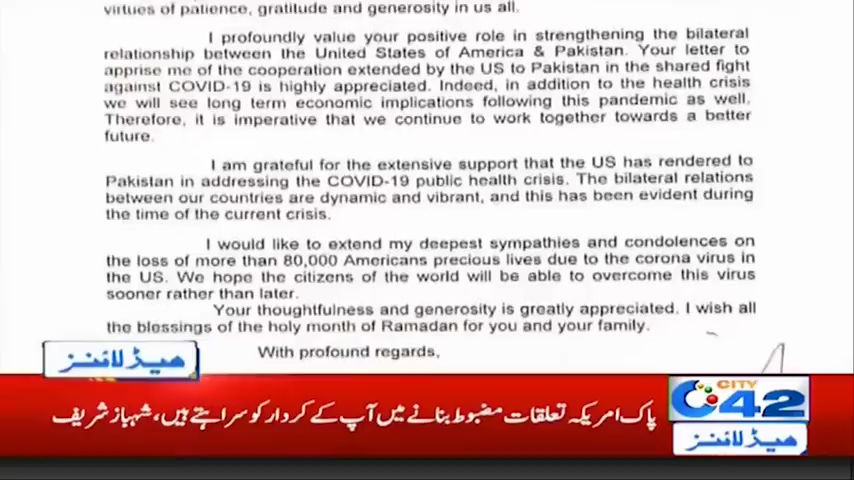 virtues of patience, gratitude and generosity in us all.
I profoundly value your positive role in strengthening the bilateral
relationship between the United States of America & Pakistan. Your letter to
apprise me of the cooperation extended by the US to Pakistan in the shared fight
against COVID-19 is highly appreciated. Indeed, in addition to the health crisis
we will see long term economic implications following this pandemic as well.
Therefore, it is imperative that we continue to work together towards a better
future.
I am grateful for the extensive support that the US has rendered to
Pakistan in addressing the COVID-19 public health crisis. The bilateral relations
between our countries are dynamic and vibrant, and this has been evident during
the time of the current crisis.
I would like to extend my deepest sympathies and condolences on
the loss of more than 80,000 Americans precious lives due to the corona virus in
the US. We hope the citizens of the world will be able to overcome this virus
sooner rather than later.
Your thoughtfulness and generosity is greatly appreciated. I wish all
the blessings of the holy month of Ramadan for you and your family.
With profound regards,
ھیڈلائنز
پاک امریکہ تعلقات مضبوط بنانے میں آپ کے کردار کو سراہتے ہیں، شہباز شریف
CITY
42
ھیڈلائنز